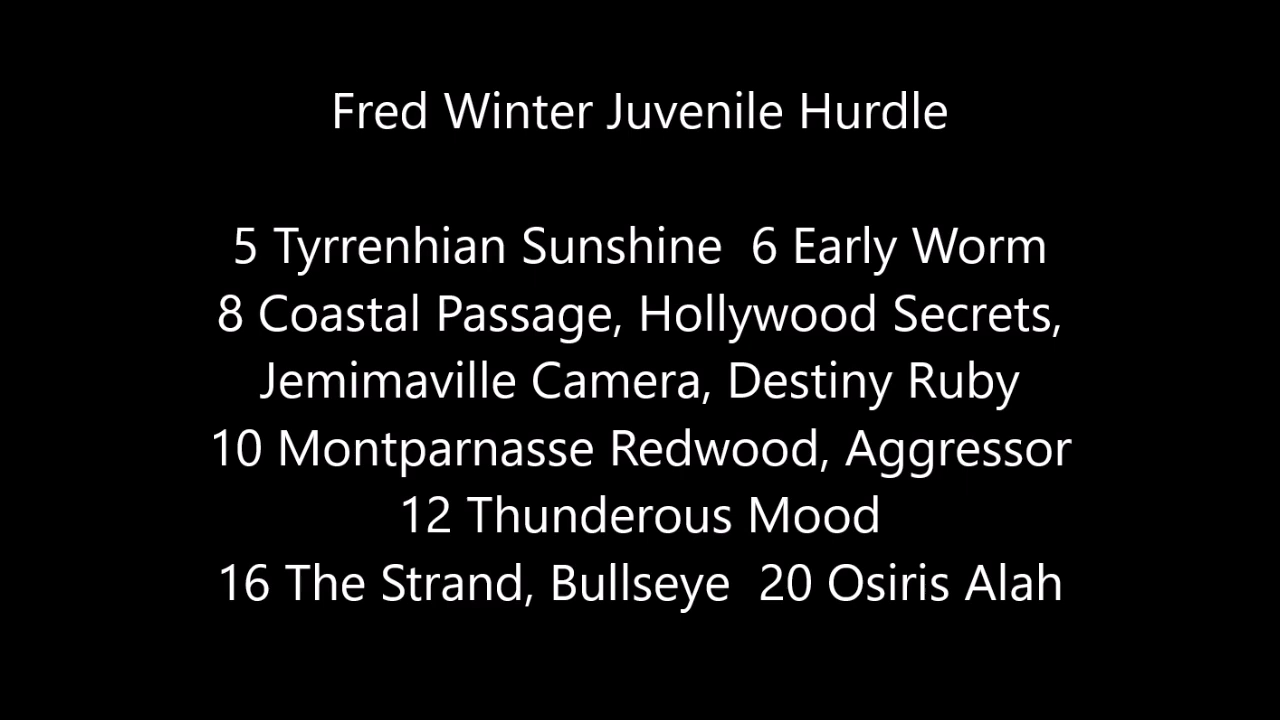 Fred Winter Juvenile Hurdle
5 Tyrrenhian Sunshine  6 Early Worm
8 Coastal Passage, Hollywood Secrets,
Jemimaville Camera, Destiny Ruby
10 Montparnasse Redwood, Aggressor
12 Thunderous Mood
16 The Strand, Bullseye  20 Osiris Alah